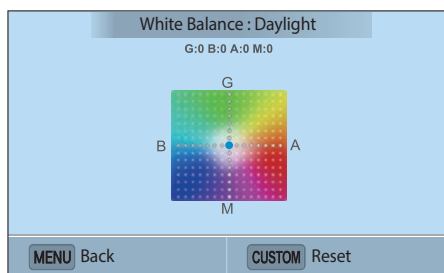 White Balance : Daylight
G:0 B:0 A:0 M:0
G
B A
M
MENU Back CUSTOM Reset